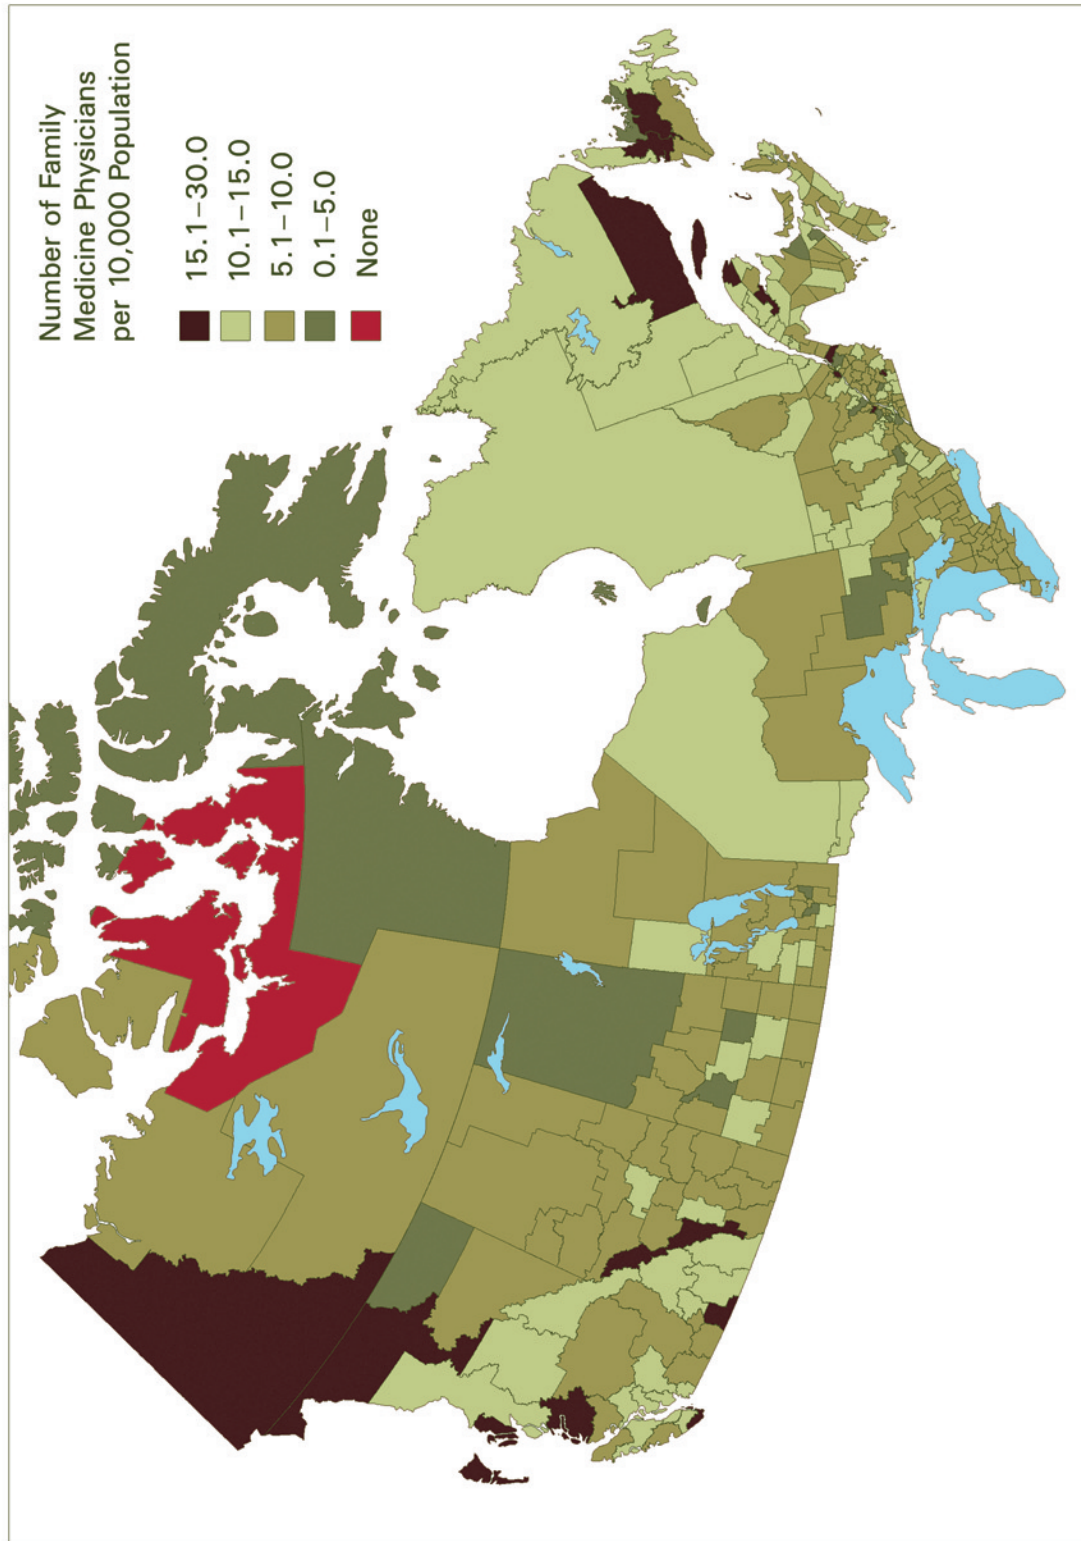 Number of Family
Medicine Physicians
per 10,000 Population
15.1–30.0
10.1–15.0
5.1–10.0
0.1–5.0
None